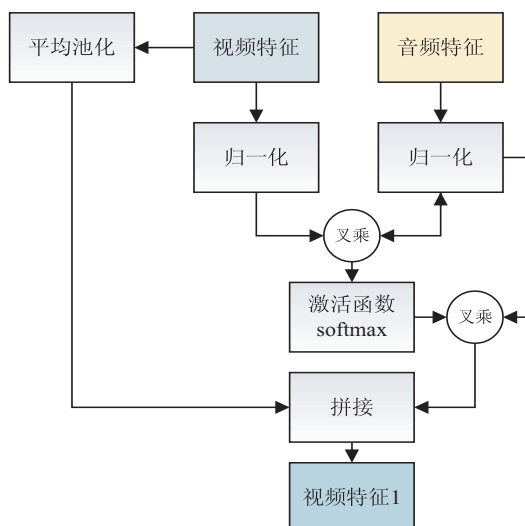 平均池化
视频特征
音频特征
归一化
归一化
叉乘
激活函数
softmax
叉乘
拼接
视频特征1